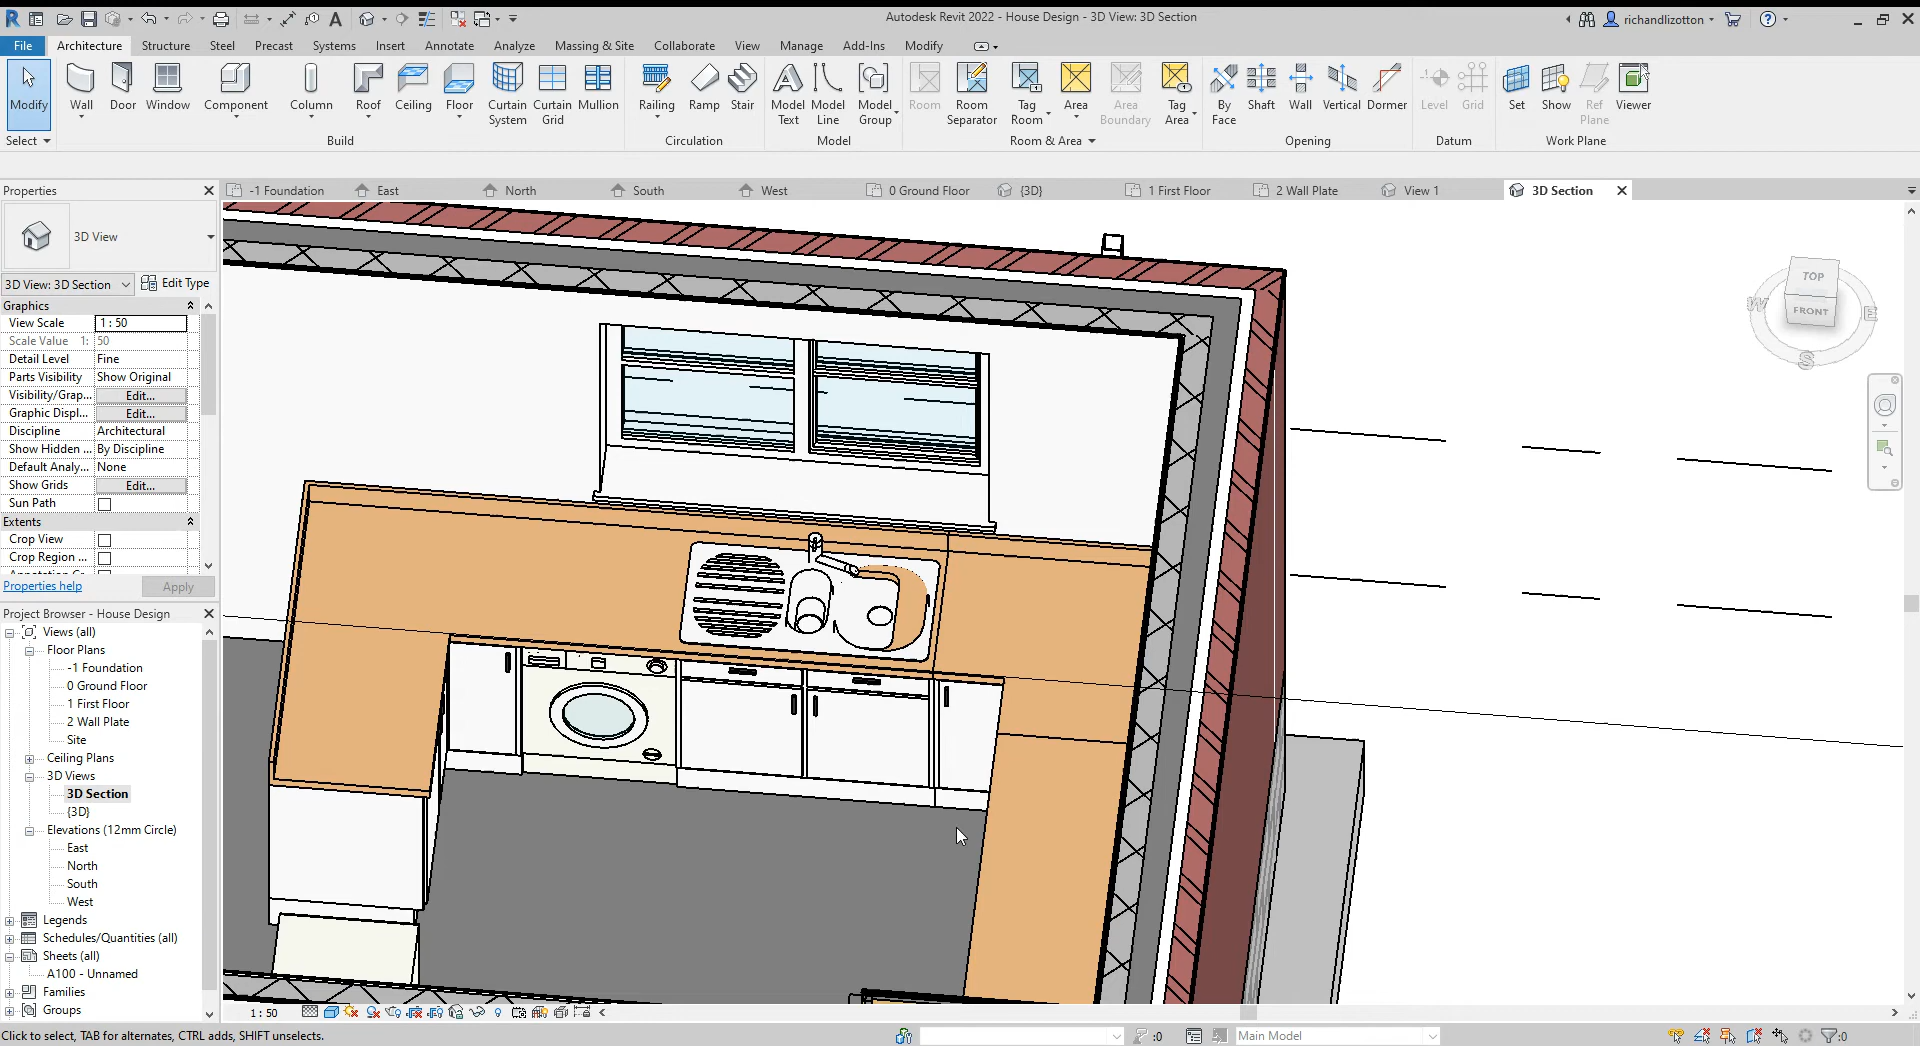 Autodesk Revit 2022 - House Design - 3D View: 3D Section
richandlizotton
File Architecture Structure Steel Precast Systems Insert Annotate Analyze Massing & Site Collaborate View Manage Add-Ins Modify
Modify Wall Door Window Component Column Roof Ceiling Floor Curtain System Curtain Grid Mullion Railing Ramp Stair Model Text Model Line Model Group Room Room Separator Tag Room Area Area Boundary Tag Area By Face Shaft Wall Vertical Dormer Level Grid Set Show Ref Plane Viewer
Select Build Circulation Model Room & Area Opening Datum Work Plane
Properties
-1 Foundation East North South West 0 Ground Floor {3D} 1 First Floor 2 Wall Plate View 1 3D Section
3D View
3D View: 3D Section Edit Type
Graphics
View Scale 1 : 50
Scale Value 1: 50
Detail Level Fine
Parts Visibility Show Original
Visibility/Grap... Edit...
Graphic Displ... Edit...
Discipline Architectural
Show Hidden ... By Discipline
Default Analy... None
Show Grids Edit...
Sun Path
Extents
Crop View
Crop Region ...
Properties help Apply
TOP
FRONT
W
E
S
Project Browser - House Design
Views (all)
Floor Plans
-1 Foundation
0 Ground Floor
1 First Floor
2 Wall Plate
Site
Ceiling Plans
3D Views
3D Section
{3D}
Elevations (12mm Circle)
East
North
South
West
Legends
Schedules/Quantities (all)
Sheets (all)
A100 - Unnamed
Families
Groups
1 : 50
Click to select, TAB for alternates, CTRL adds, SHIFT unselects.
:0
Main Model
:0